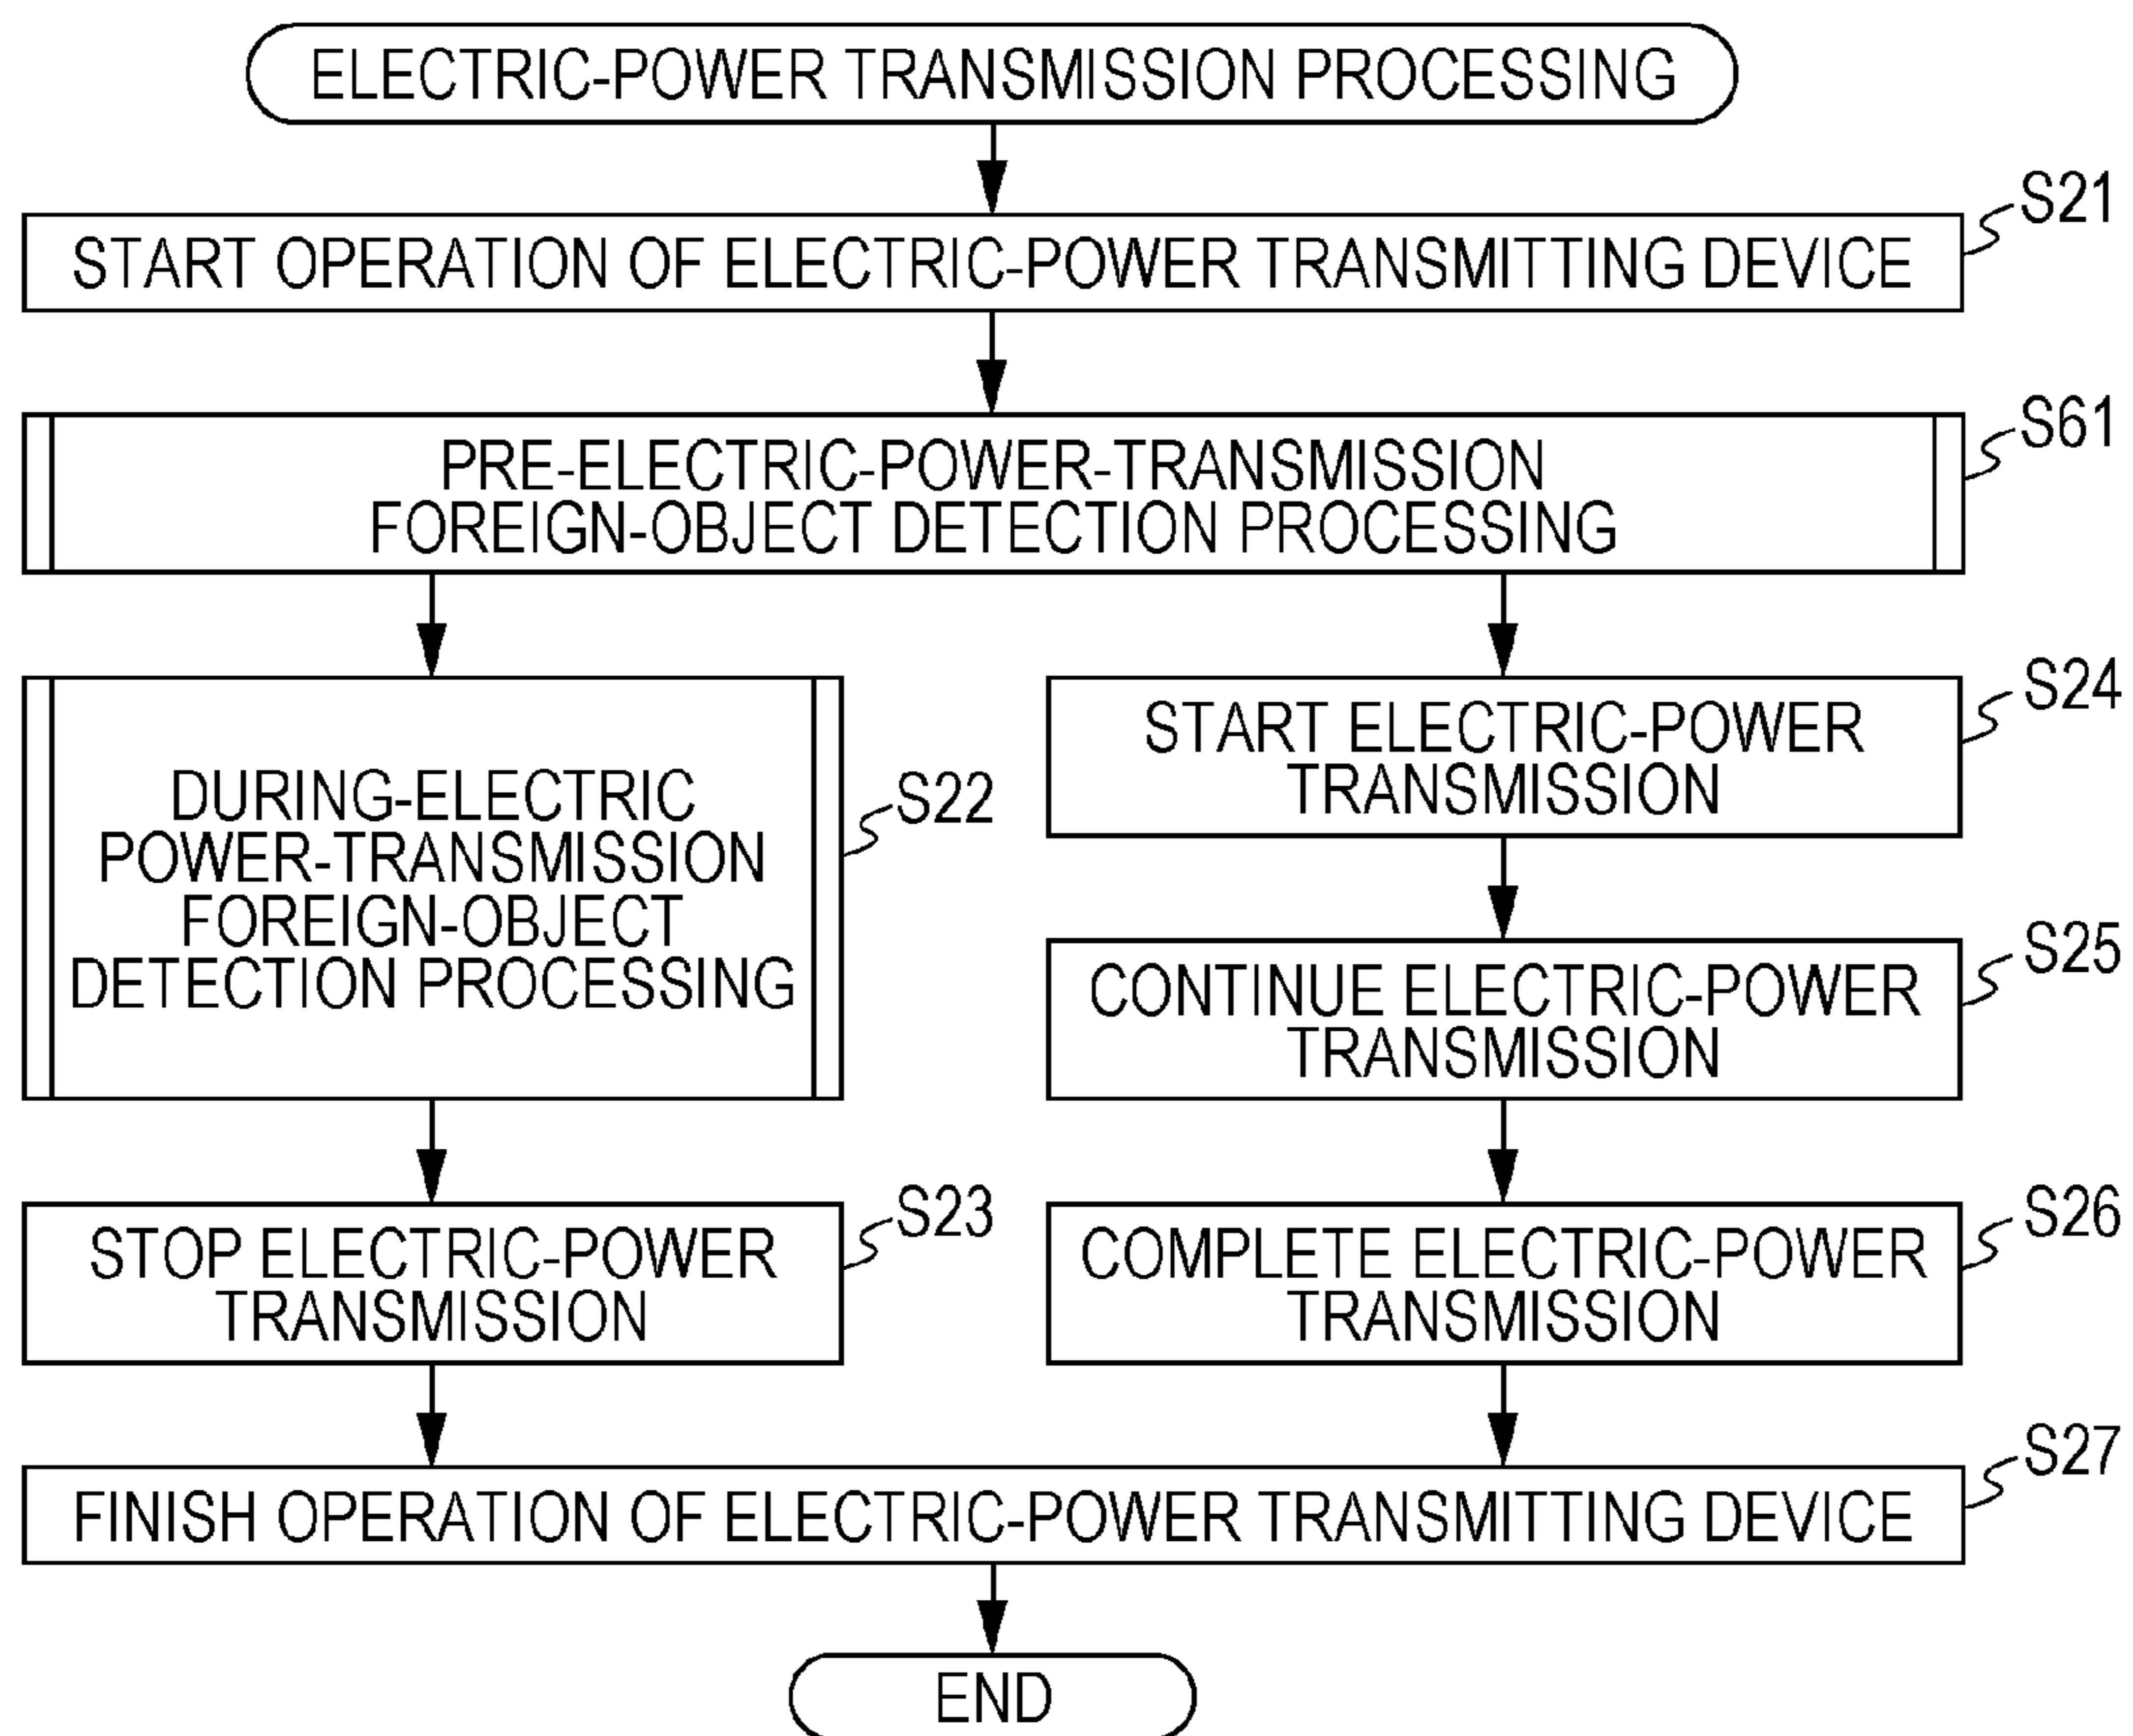 ELECTRIC-POWER TRANSMISSION PROCESSING
S21
START OPERATION OF ELECTRIC-POWER TRANSMITTING DEVICE
S61
PRE-ELECTRIC-POWER-TRANSMISSION
FOREIGN-OBJECT DETECTION PROCESSING
DURING-ELECTRIC
POWER-TRANSMISSION
FOREIGN-OBJECT
DETECTION PROCESSING
S22
STOP ELECTRIC-POWER
TRANSMISSION
S23
S24
START ELECTRIC-POWER
TRANSMISSION
S25
CONTINUE ELECTRIC-POWER
TRANSMISSION
S26
COMPLETE ELECTRIC-POWER
TRANSMISSION
S27
FINISH OPERATION OF ELECTRIC-POWER TRANSMITTING DEVICE
END